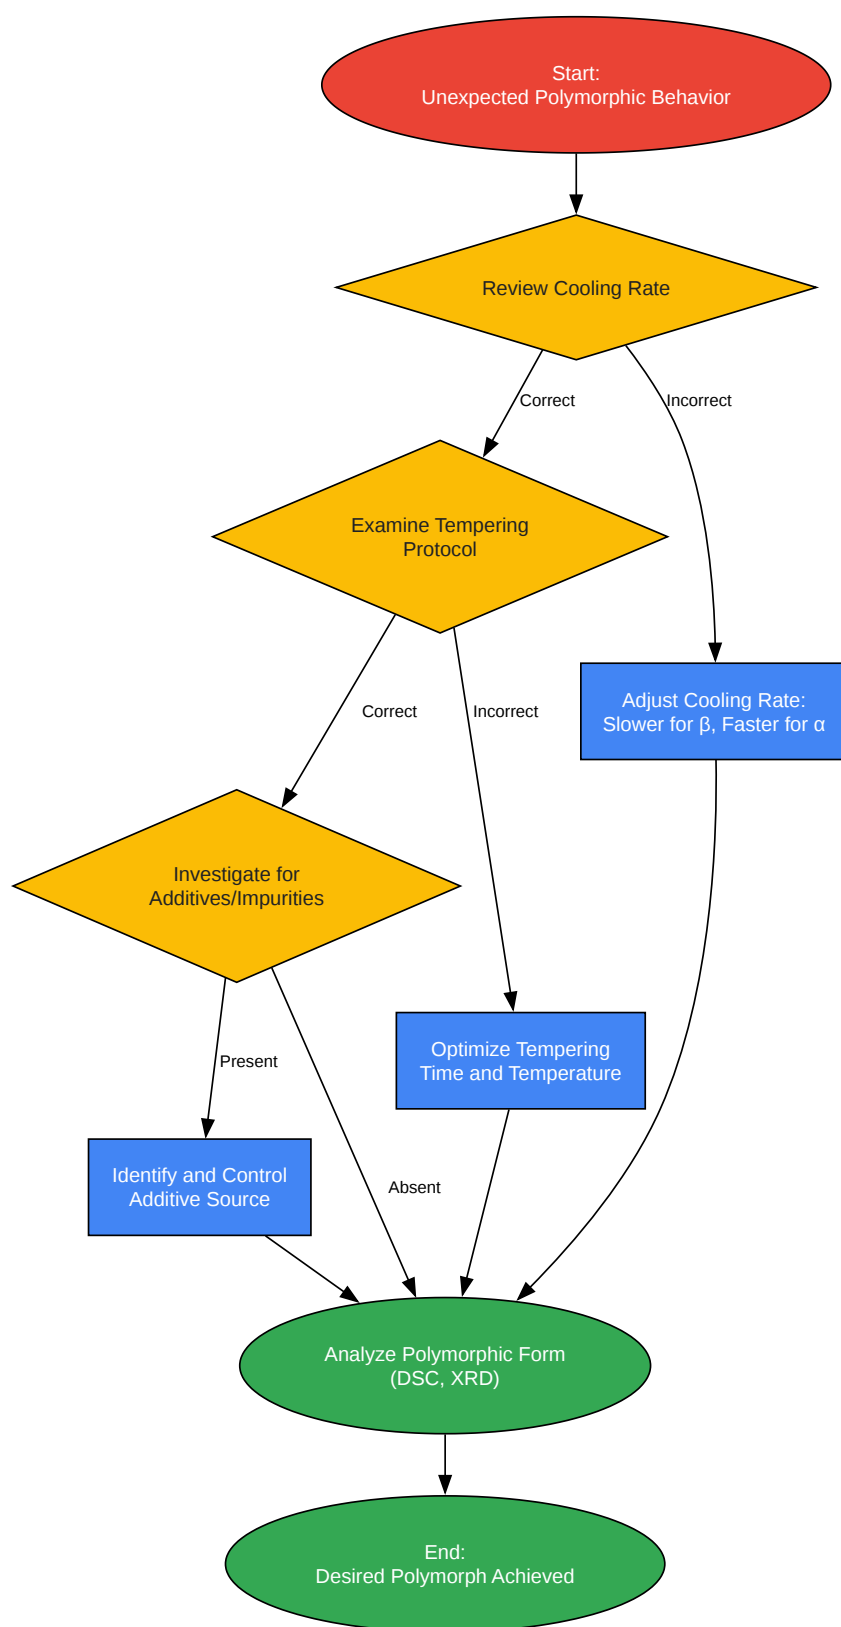 Start:
Unexpected Polymorphic Behavior
Review Cooling Rate
Correct
Incorrect
Examine Tempering
Protocol
Correct
Incorrect
Adjust Cooling Rate:
Slower for β, Faster for α
Investigate for
Additives/Impurities
Present
Optimize Tempering
Time and Temperature
Identify and Control
Additive Source
Absent
Analyze Polymorphic Form
(DSC, XRD)
End:
Desired Polymorph Achieved